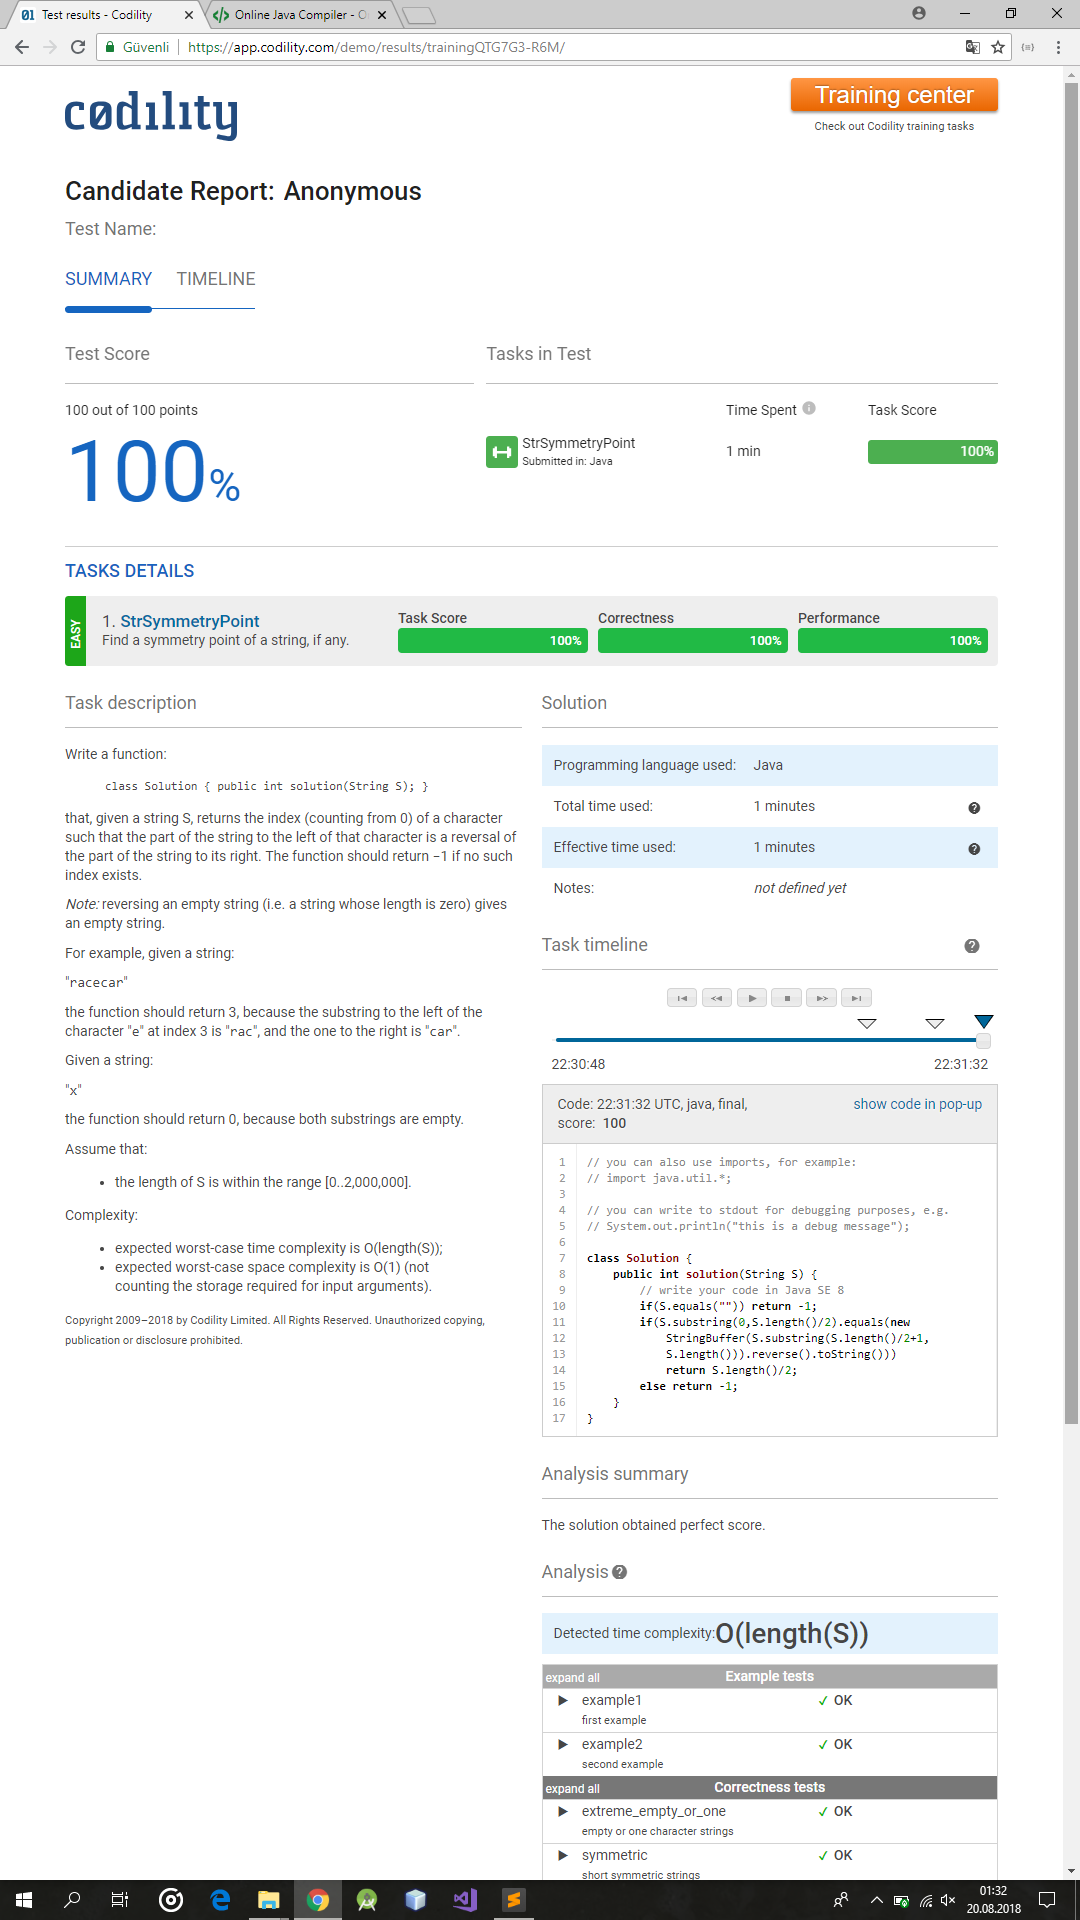 Test results - Codility
Online Java Compiler - O
Güvenli
https://app.codility.com/demo/results/trainingQTG7G3-R6M/
codility
Training center
Check out Codility training tasks
Candidate Report: Anonymous
Test Name:
SUMMARY TIMELINE
Test Score
100 out of 100 points
100%
Tasks in Test
Time Spent
Task Score
StrSymmetryPoint
Submitted in: Java
1 min
100%
TASKS DETAILS
EASY
1. StrSymmetryPoint
Find a symmetry point of a string, if any.
Task Score
100%
Correctness
100%
Performance
100%
Task description
Write a function:
class Solution { public int solution(String S); }
that, given a string S, returns the index (counting from 0) of a character
such that the part of the string to the left of that character is a reversal of
the part of the string to its right. The function should return −1 if no such
index exists.
Note: reversing an empty string (i.e. a string whose length is zero) gives
an empty string.
For example, given a string:
"racecar"
the function should return 3, because the substring to the left of the
character "e" at index 3 is "rac", and the one to the right is "car".
Given a string:
"x"
the function should return 0, because both substrings are empty.
Assume that:
• the length of S is within the range [0..2,000,000].
Complexity:
• expected worst-case time complexity is O(length(S));
• expected worst-case space complexity is O(1) (not
counting the storage required for input arguments).
Copyright 2009–2018 by Codility Limited. All Rights Reserved. Unauthorized copying,
publication or disclosure prohibited.
Solution
Programming language used: Java
Total time used: 1 minutes
Effective time used: 1 minutes
Notes: not defined yet
Task timeline
22:30:48
22:31:32
Code: 22:31:32 UTC, java, final,
score: 100
show code in pop-up
1 // you can also use imports, for example:
2 // import java.util.*;
3
4 // you can write to stdout for debugging purposes, e.g.
5 // System.out.println("this is a debug message");
6
7 class Solution {
8 public int solution(String S) {
9 // write your code in Java SE 8
10 if(S.equals("")) return -1;
11 if(S.substring(0,S.length()/2).equals(new
12 StringBuffer(S.substring(S.length()/2+1,
13 S.length())).reverse().toString()))
14 return S.length()/2;
15 else return -1;
16 }
17 }
Analysis summary
The solution obtained perfect score.
Analysis
Detected time complexity: O(length(S))
expand all Example tests
example1 ✓ OK
first example
example2 ✓ OK
second example
expand all Correctness tests
extreme_empty_or_one ✓ OK
empty or one character strings
symmetric ✓ OK
short symmetric strings
01:32
20.08.2018